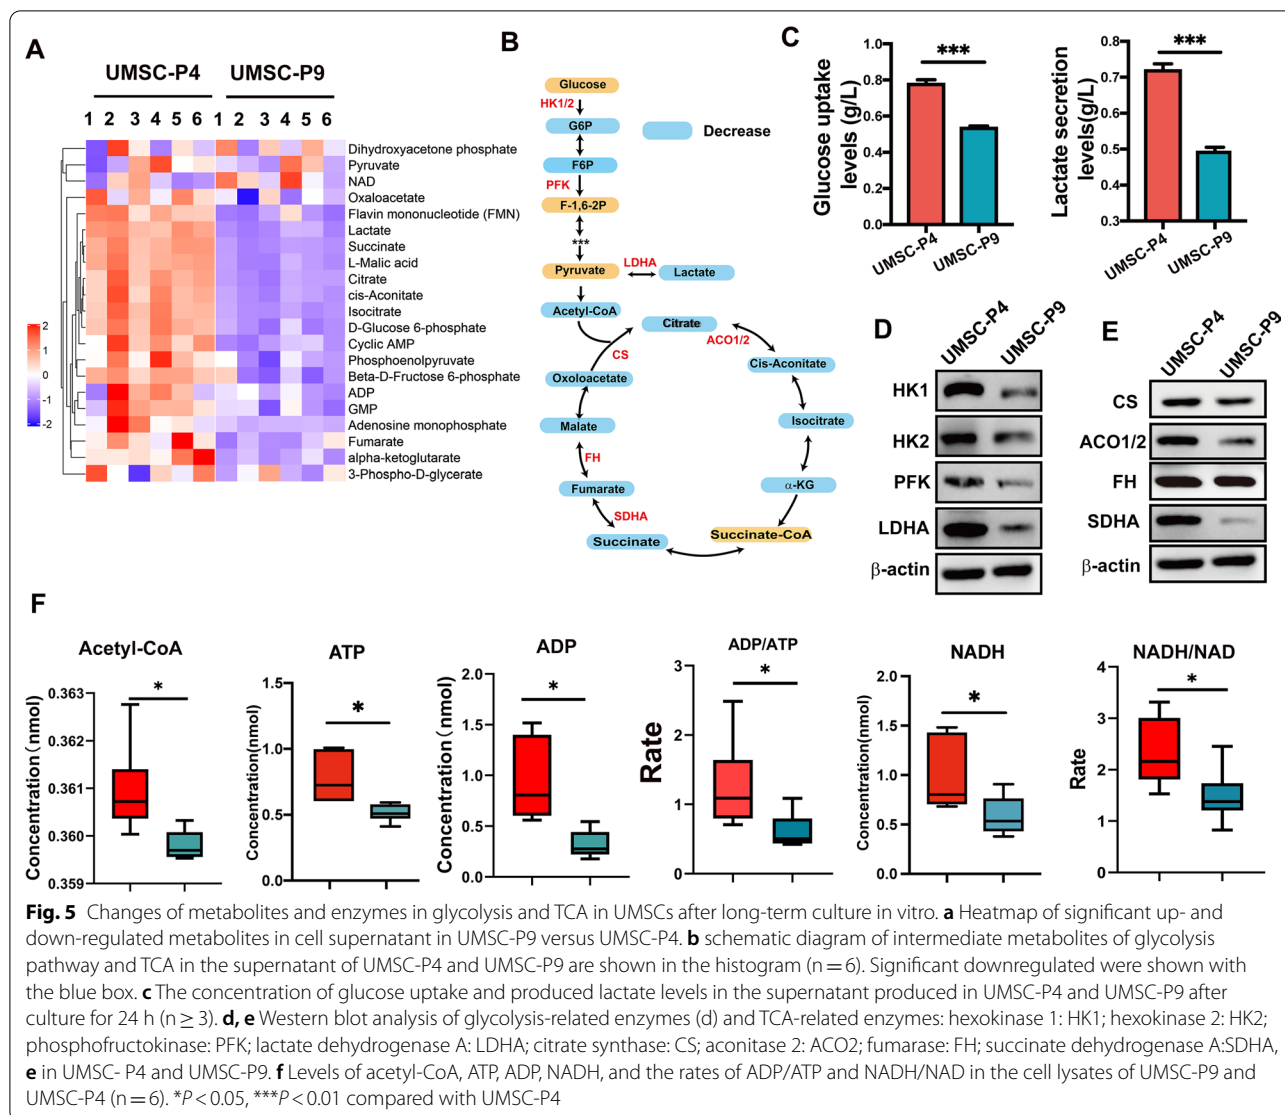 A
UMSC-P4 UMSC-P9
1 2 3 4 5 6 1 2 3 4 5 6
Dihydroxyacetone phosphate
Pyruvate
NAD
Oxaloacetate
Flavin mononucleotide (FMN)
Lactate
Succinate
L-Malic acid
Citrate
cis-Aconitate
Isocitrate
D-Glucose 6-phosphate
Cyclic AMP
Phosphoenolpyruvate
Beta-D-Fructose 6-phosphate
ADP
GMP
Adenosine monophosphate
Fumarate
alpha-ketoglutarate
3-Phospho-D-glycerate
2
1
0
-1
-2
B
Glucose
HK1/2
G6P
Decrease
F6P
PFK
F-1,6-2P
***
LDHA
Pyruvate
Lactate
Acetyl-CoA
Citrate
ACO1/2
CS
Cis-Aconitate
Oxoloacetate
Isocitrate
Malate
FH
α-KG
Fumarate
SDHA
Succinate
Succinate-CoA
C
Glucose uptake
levels (g/L)
1.0
0.8
0.6
0.4
0.2
0.0
***
UMSC-P4
UMSC-P9
Lactate secretion
levels(g/L)
0.8
0.7
0.6
0.5
0.4
0.3
***
UMSC-P4
UMSC-P9
D
UMSC-P4
UMSC-P9
HK1
HK2
PFK
LDHA
β-actin
E
UMSC-P4
UMSC-P9
CS
ACO1/2
FH
SDHA
β-actin
F
Acetyl-CoA
Concentration (nmol)
0.363
0.362
0.361
0.360
0.359
*
ATP
Concentration(nmol)
1.5
1.0
0.5
0.0
*
ADP
Concentration (nmol)
2.0
1.5
1.0
0.5
0.0
*
ADP/ATP
Rate
3
2
1
0
*
NADH
Concentration(nmol)
2.0
1.5
1.0
0.5
0.0
*
NADH/NAD
Rate
4
3
2
1
0
*
Fig. 5 Changes of metabolites and enzymes in glycolysis and TCA in UMSCs after long-term culture in vitro. a Heatmap of significant up- and
down-regulated metabolites in cell supernatant in UMSC-P9 versus UMSC-P4. b schematic diagram of intermediate metabolites of glycolysis
pathway and TCA in the supernatant of UMSC-P4 and UMSC-P9 are shown in the histogram (n = 6). Significant downregulated were shown with
the blue box. c The concentration of glucose uptake and produced lactate levels in the supernatant produced in UMSC-P4 and UMSC-P9 after
culture for 24 h (n ≥ 3). d, e Western blot analysis of glycolysis-related enzymes (d) and TCA-related enzymes: hexokinase 1: HK1; hexokinase 2: HK2;
phosphofructokinase: PFK; lactate dehydrogenase A: LDHA; citrate synthase: CS; aconitase 2: ACO2; fumarase: FH; succinate dehydrogenase A:SDHA,
e in UMSC- P4 and UMSC-P9. f Levels of acetyl-CoA, ATP, ADP, NADH, and the rates of ADP/ATP and NADH/NAD in the cell lysates of UMSC-P9 and
UMSC-P4 (n = 6). *P < 0.05, ***P < 0.01 compared with UMSC-P4